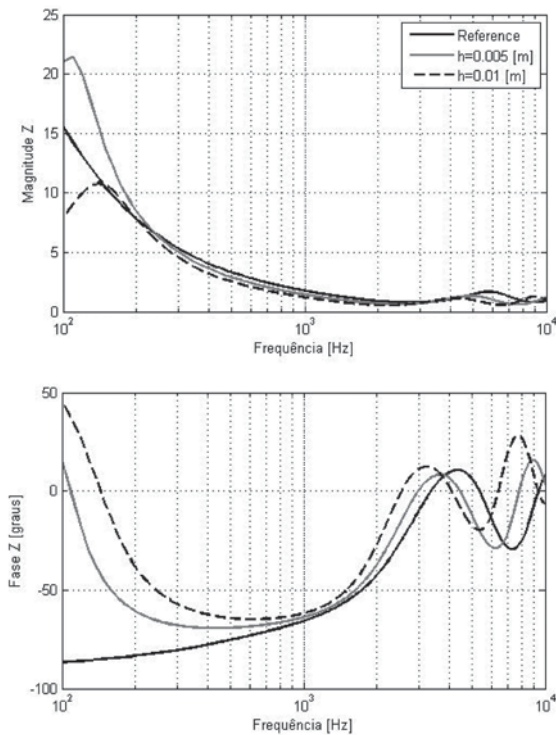 Reference
h=0.005 [m]
h=0.01 [m]
Magnitude Z
25
20
15
10
5
0
10^2
10^3
10^4
Frequência [Hz]
Fase Z [graus]
50
0
-50
-100
10^2
10^3
10^4
Frequência [Hz]